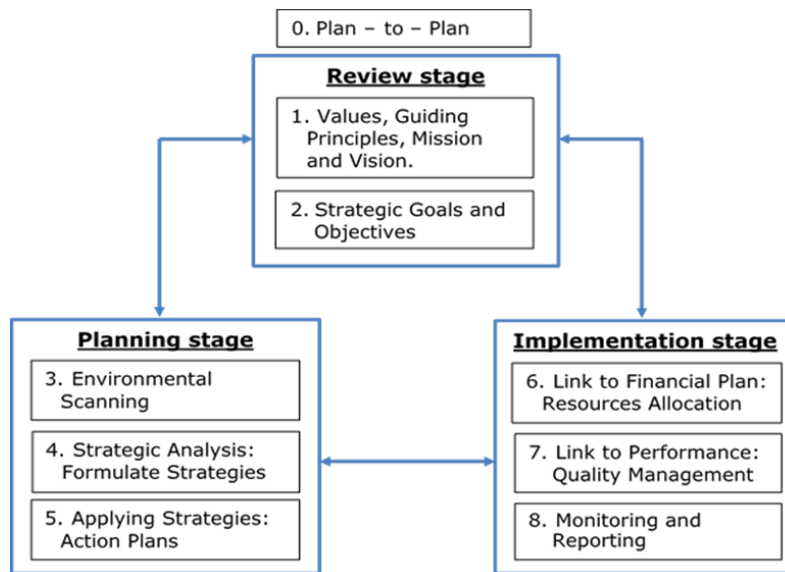 0. Plan – to – Plan
Review stage
1. Values, Guiding
Principles, Mission
and Vision.
2. Strategic Goals and
Objectives
Planning stage
3. Environmental
Scanning
4. Strategic Analysis:
Formulate Strategies
5. Applying Strategies:
Action Plans
Implementation stage
6. Link to Financial Plan:
Resources Allocation
7. Link to Performance:
Quality Management
8. Monitoring and
Reporting